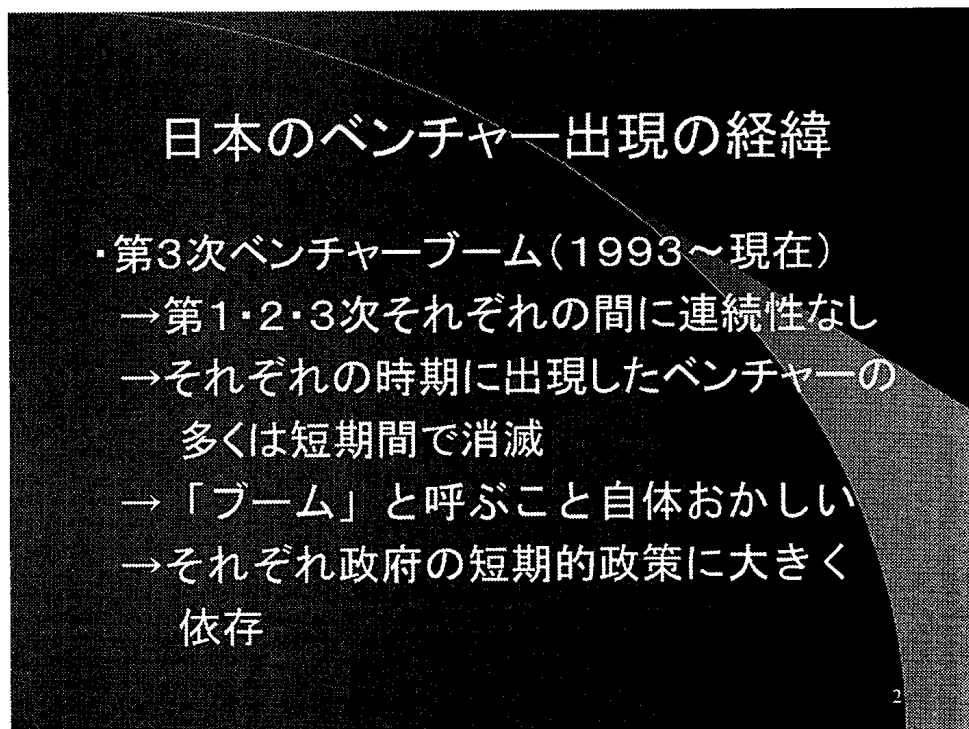 日本のベンチャー出現の経緯
・第3次ベンチャーブーム(1993～現在)
→第1・2・3次それぞれの間に連続性なし
→それぞれの時期に出現したベンチャーの
多くは短期間で消滅
→「ブーム」と呼ぶこと自体おかしい
→それぞれ政府の短期的政策に大きく
依存
2